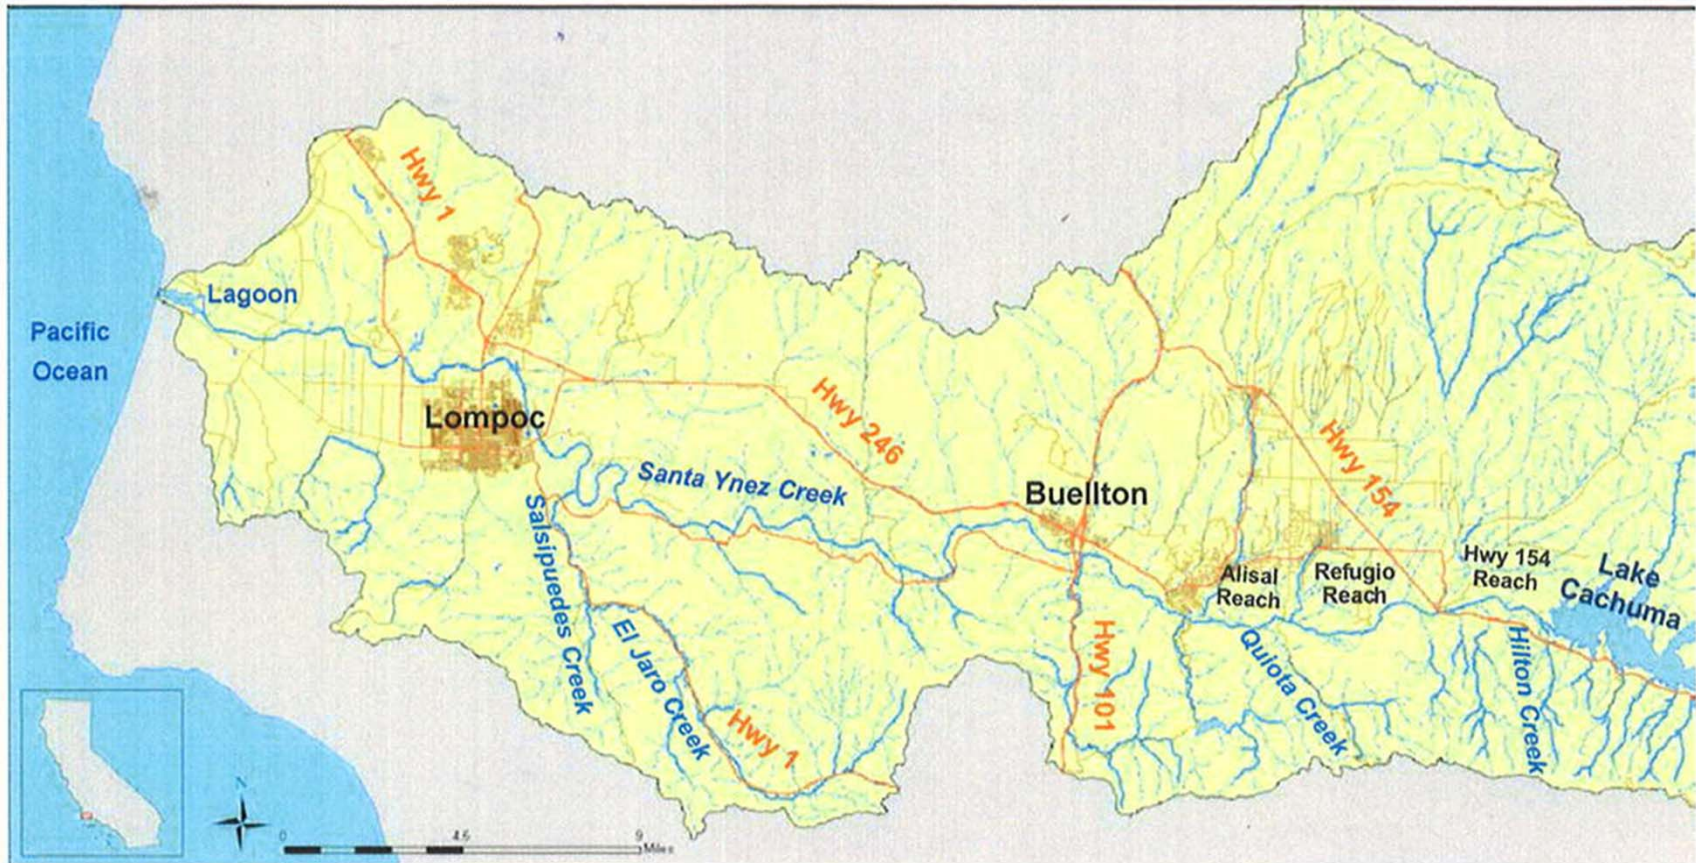 Hwy 1
Lagoon
Pacific
Ocean
Lompoc
Hwy 246
Santa Ynez Creek
Buellton
Hwy 154
Hwy 154
Reach
Lake
Cachuma
Alisal
Reach
Refugio
Reach
Salsipuedes Creek
El Jaro Creek
Hwy 1
Hwy 101
Quiota Creek
Hilton Creek
N
0 4.5 9
Miles